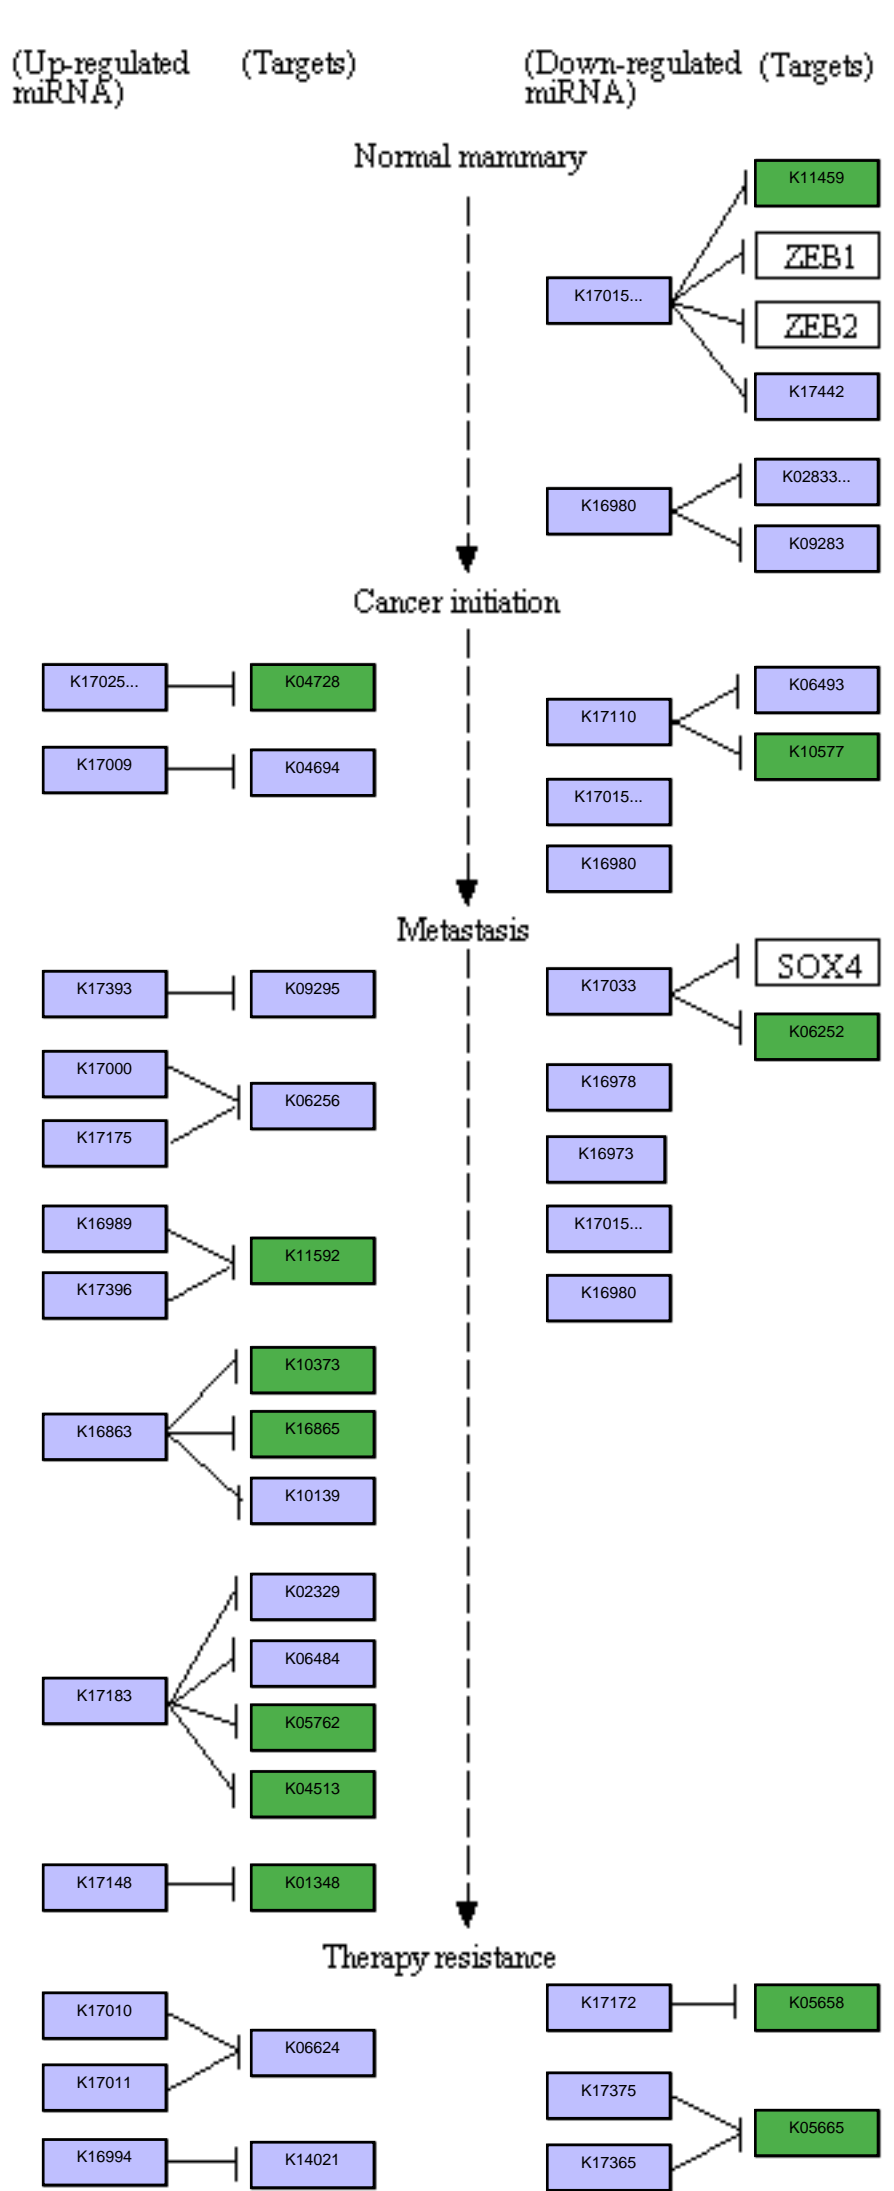 (Up-regulated
miRNA)
(Targets)
(Down-regulated
miRNA)
(Targets)
Normal mammary
K11459
ZEB1
K17015...
ZEB2
K17442
K02833...
K16980
K09283
Cancer initiation
K17025...
K04728
K06493
K17110
K10577
K17009
K04694
K17015...
K16980
Metastasis
K17393
K09295
SOX4
K17033
K06252
K17000
K06256
K17175
K16978
K16973
K16989
K11592
K17396
K17015...
K16980
K10373
K16863
K16865
K10139
K02329
K06484
K17183
K05762
K04513
K17148
K01348
Therapy resistance
K17010
K06624
K17011
K17172
K05658
K17375
K05665
K17365
K16994
K14021